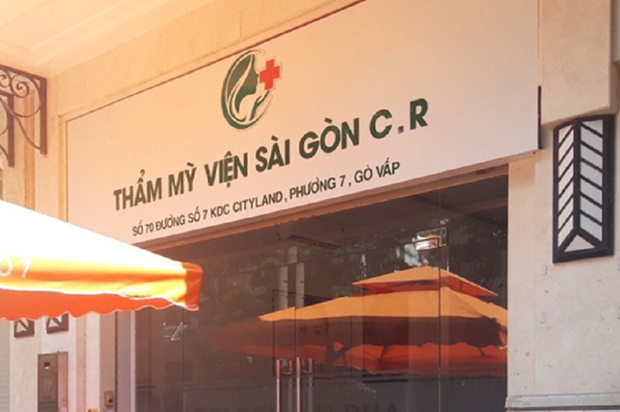 THẨM MỸ VIỆN SÀI GÒN C.R
SỐ 70 ĐƯỜNG SỐ 7 KDC CITYLAND, PHƯỜNG 7, GÒ VẤP